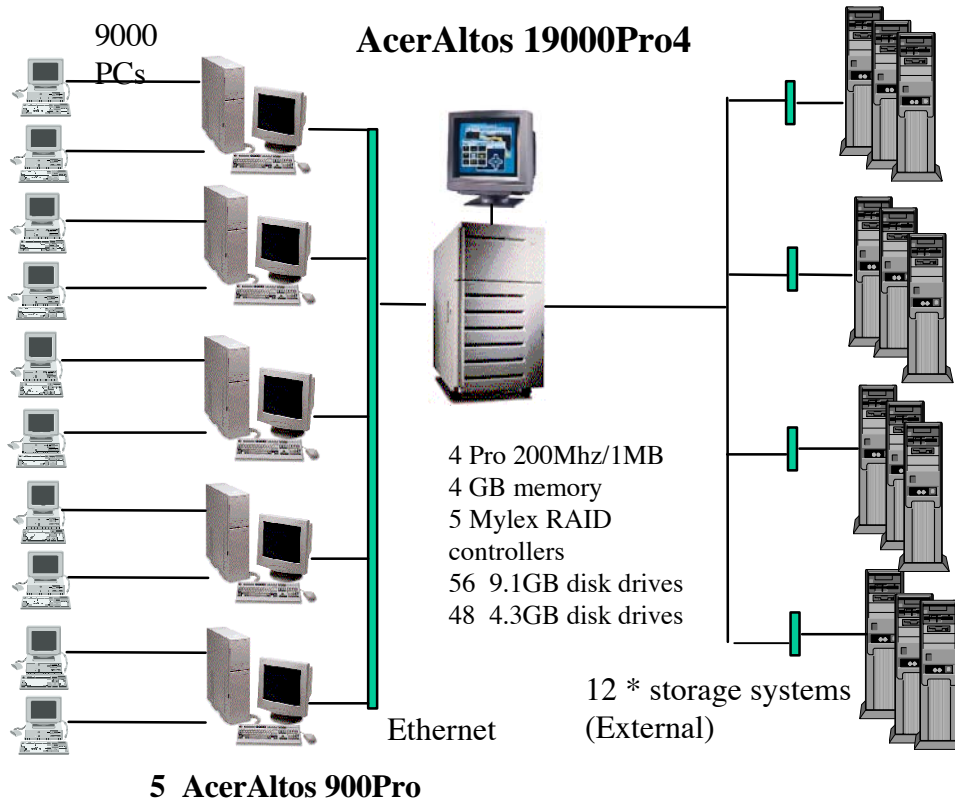 9000
PCs
AcerAltos 19000Pro4
4 Pro 200Mhz/1MB
4 GB memory
5 Mylex RAID
controllers
56  9.1GB disk drives
48  4.3GB disk drives
12 * storage systems
(External)
Ethernet
5  AcerAltos 900Pro